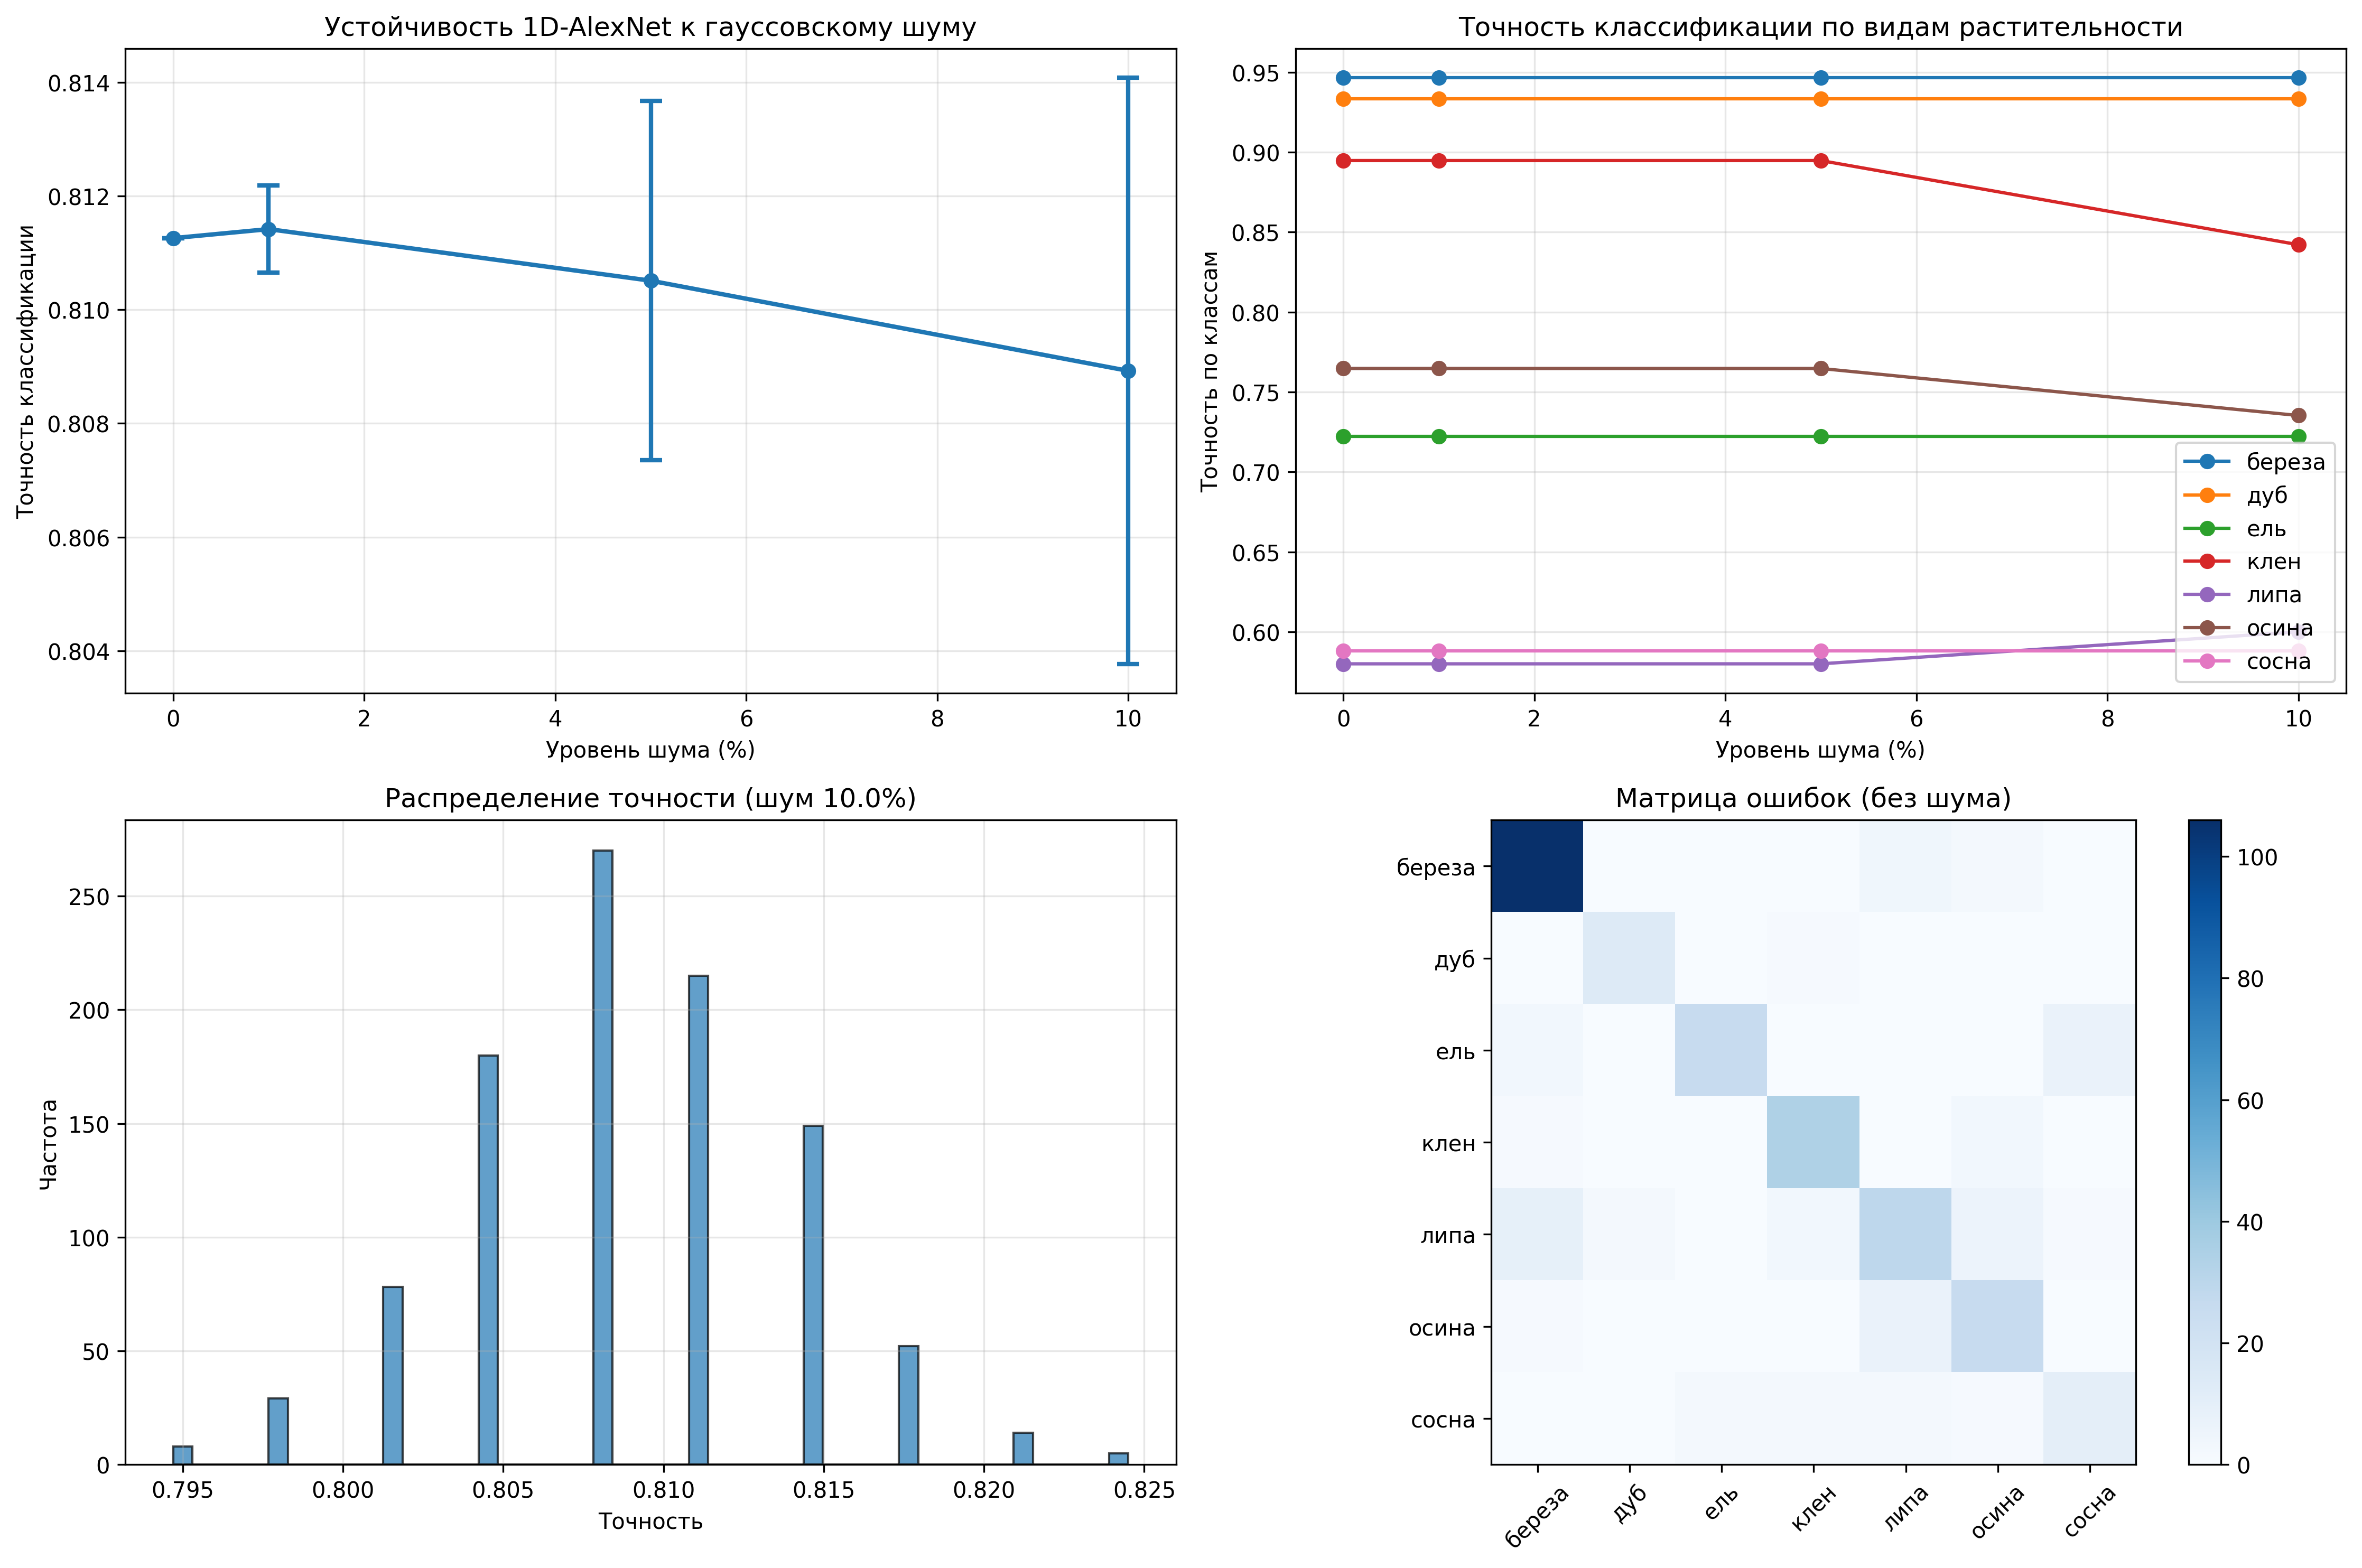 Устойчивость 1D-AlexNet к гауссовскому шуму
Точность классификации
0.814
0.812
0.810
0.808
0.806
0.804
0 2 4 6 8 10
Уровень шума (%)
Точность классификации по видам растительности
Точность по классам
0.95
0.90
0.85
0.80
0.75
0.70
0.65
0.60
береза
дуб
ель
клен
липа
осина
сосна
0 2 4 6 8 10
Уровень шума (%)
Распределение точности (шум 10.0%)
Частота
250
200
150
100
50
0
0.795 0.800 0.805 0.810 0.815 0.820 0.825
Точность
Матрица ошибок (без шума)
береза
дуб
ель
клен
липа
осина
сосна
береза дуб ель клен липа осина сосна
100
80
60
40
20
0